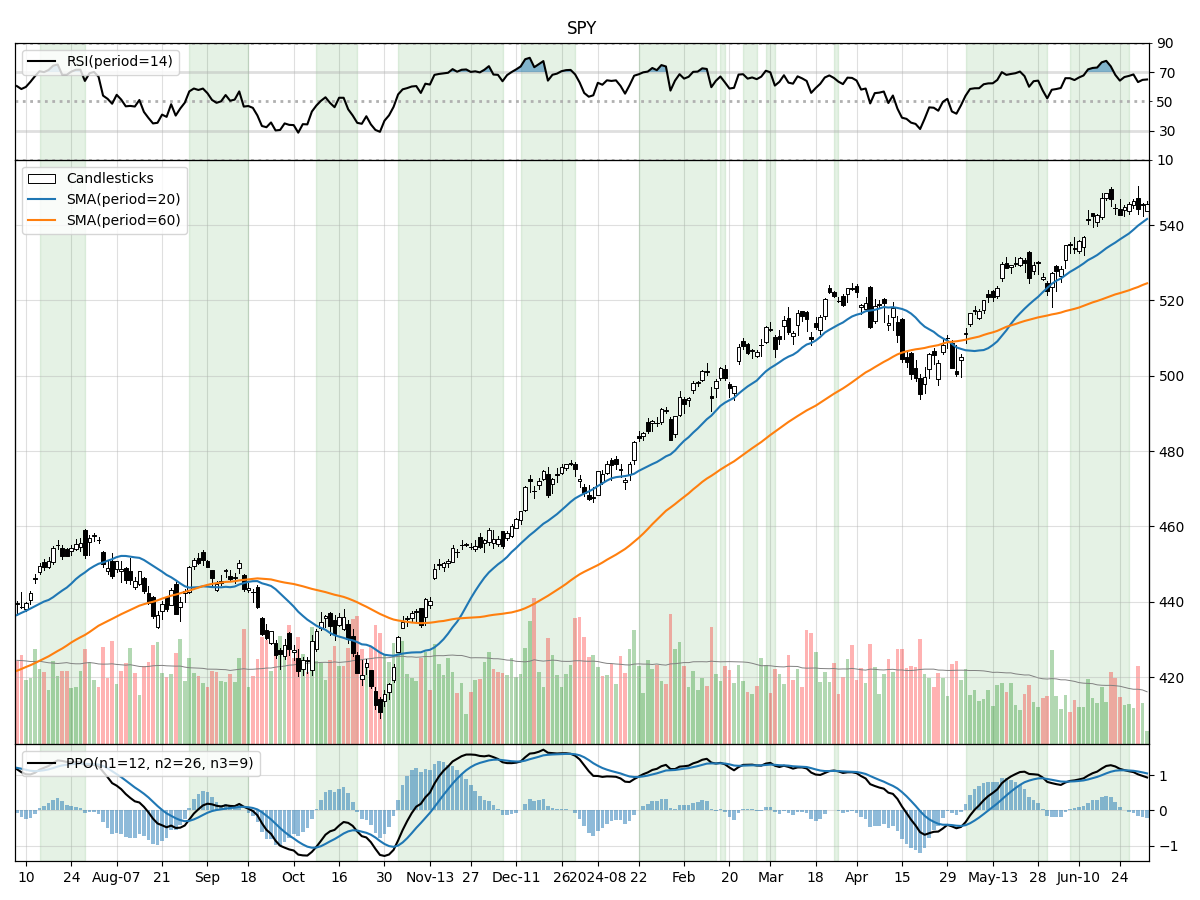 SPY
RSI(period=14)
90
70
50
30
10
Candlesticks
SMA(period=20)
SMA(period=60)
540
520
500
480
460
440
420
PPO(n1=12, n2=26, n3=9)
1
0
−1
10 24 Aug-07 21 Sep 18 Oct 16 30 Nov-13 27 Dec-11 26 2024-08 22 Feb 20 Mar 18 Apr 15 29 May-13 28 Jun-10 24